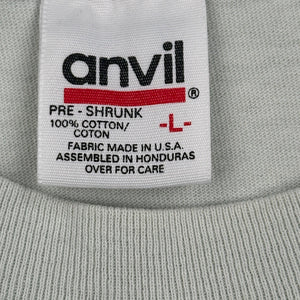 anvil®
PRE - SHRUNK
100% COTTON/
COTON
-L-
FABRIC MADE IN U.S.A.
ASSEMBLED IN HONDURAS
OVER FOR CARE